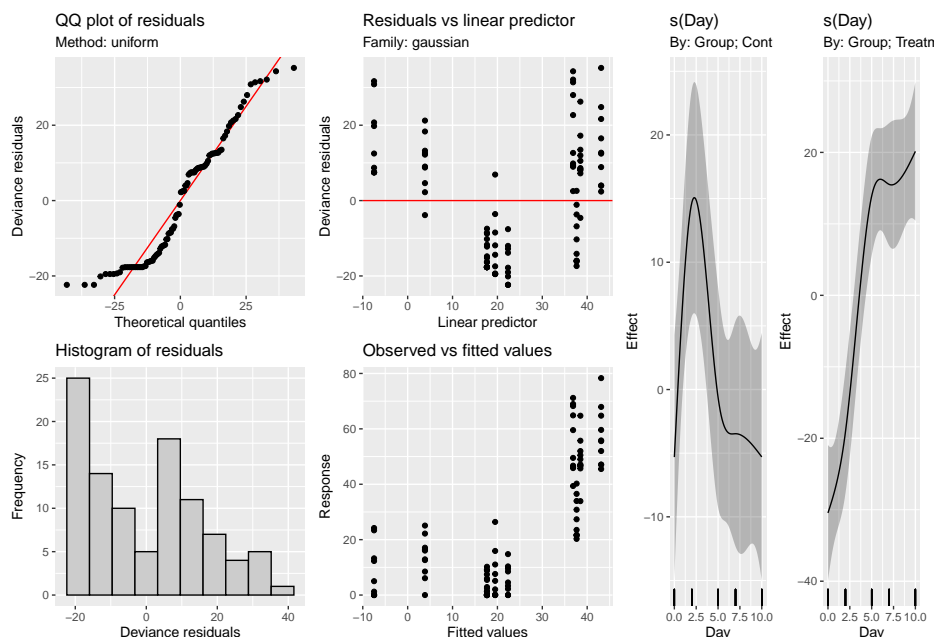 QQ plot of residuals
Method: uniform
20
0
−20
Deviance residuals
−25
0
25
Theoretical quantiles
Residuals vs linear predictor
Family: gaussian
20
0
−20
Deviance residuals
−10
0
10
20
30
40
Linear predictor
Histogram of residuals
25
20
15
10
5
0
Frequency
−20
0
20
40
Deviance residuals
Observed vs fitted values
80
60
40
20
0
Response
−10
0
10
20
30
40
Fitted values
s(Day)
By: Group; Cont
20
10
0
−10
Effect
0.0
2.5
5.0
7.5
10.0
Day
s(Day)
By: Group; Treatm
20
0
−20
−40
Effect
0.0
2.5
5.0
7.5
10.0
Day